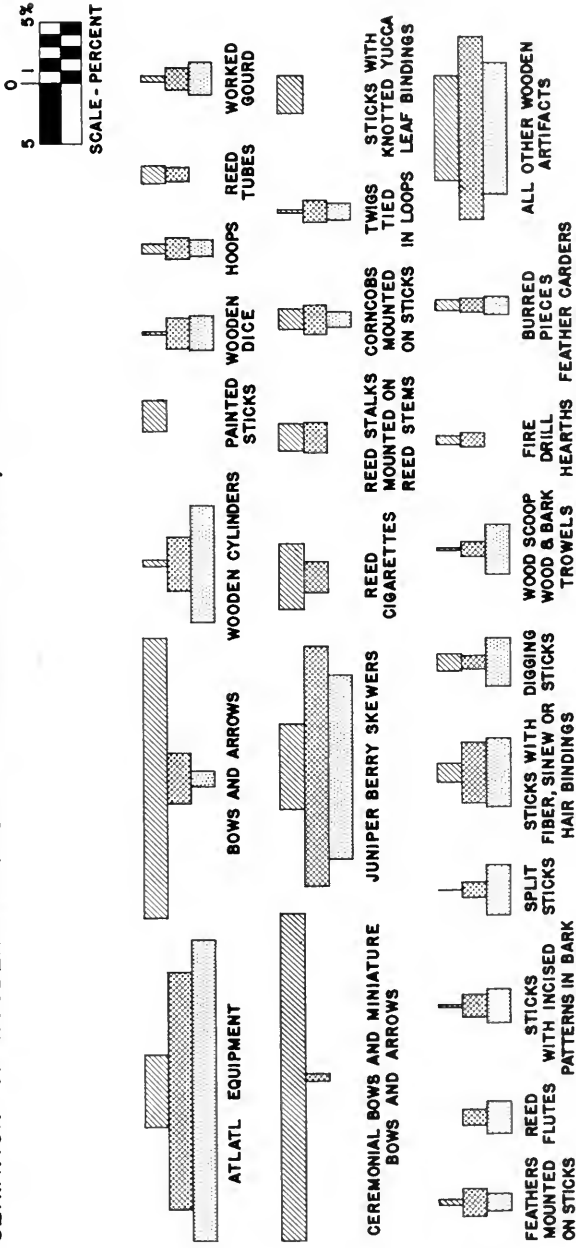 5 0 5%
SCALE - PERCENT
ATLATL EQUIPMENT
BOWS AND ARROWS
WOODEN CYLINDERS
PAINTED
STICKS
WOODEN
DICE
HOOPS
REED
TUBES
WORKED
GOURD
CEREMONIAL BOWS AND MINIATURE
BOWS AND ARROWS
JUNIPER BERRY SKEWERS
REED
CIGARETTES
REED STALKS
MOUNTED ON
REED STEMS
CORNCOBS
MOUNTED
ON STICKS
TWIGS
TIED
IN LOOPS
STICKS WITH
KNOTTED YUCCA
LEAF BINDINGS
FEATHERS
MOUNTED
ON STICKS
REED
FLUTES
STICKS
WITH INCISED
PATTERNS IN BARK
SPLIT
STICKS
STICKS WITH
FIBER, SINEW OR
HAIR BINDINGS
DIGGING
STICKS
WOOD SCOOP
WOOD & BARK
TROWELS
FIRE
DRILL
HEARTHS
BURRED
PIECES
FEATHER CARDERS
ALL OTHER WOODEN
ARTIFACTS